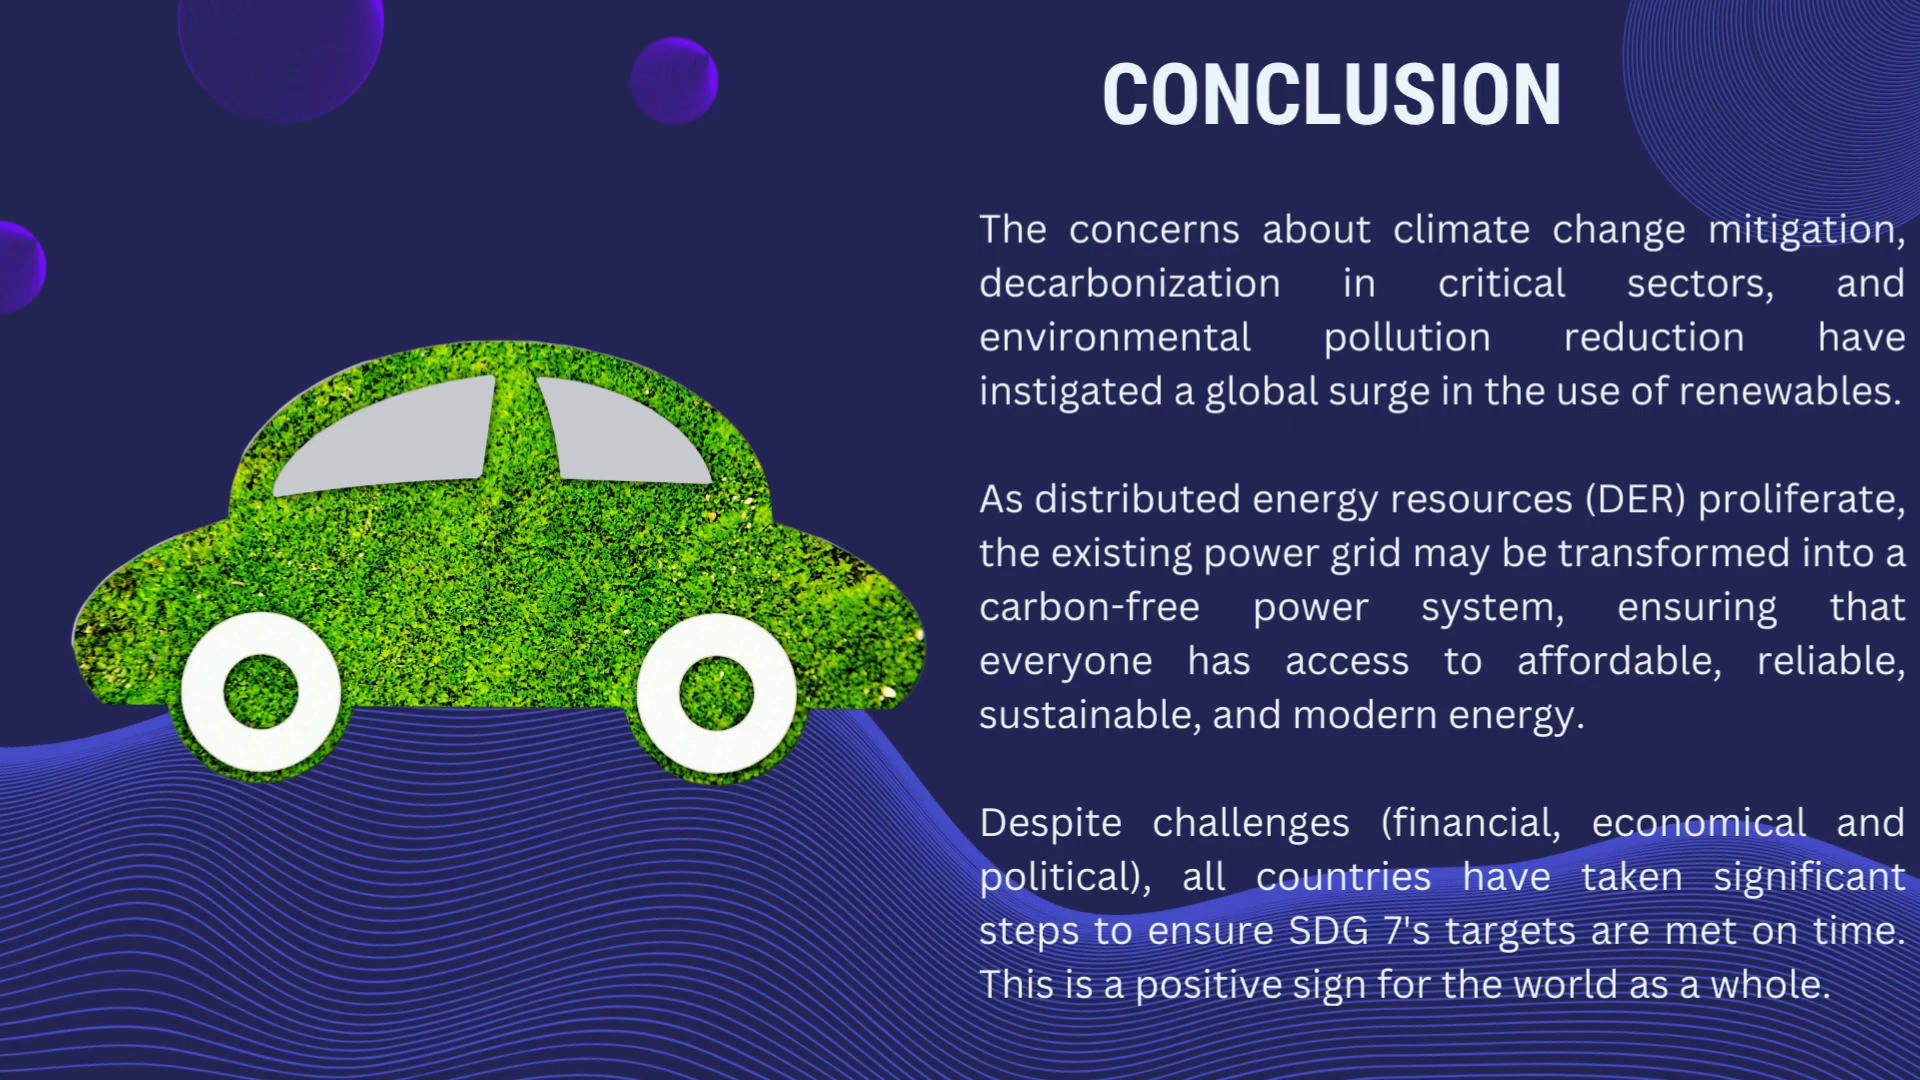 CONCLUSION
The concerns about climate change mitigation,
decarbonization in critical sectors, and
environmental pollution reduction have
instigated a global surge in the use of renewables.
As distributed energy resources (DER) proliferate,
the existing power grid may be transformed into a
carbon-free power system, ensuring that
everyone has access to affordable, reliable,
sustainable, and modern energy.
Despite challenges (financial, economical and
political), all countries have taken significant
steps to ensure SDG 7's targets are met on time.
This is a positive sign for the world as a whole.